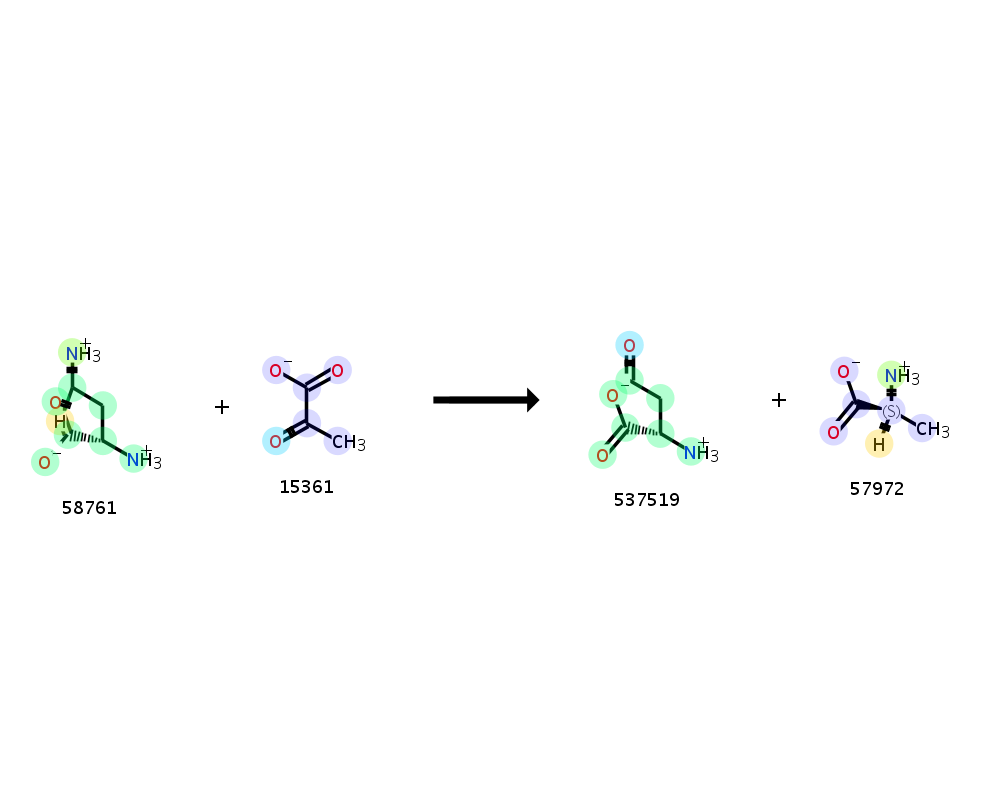 NH3+
O
H
O-
NH3+
58761
+
O-
O
O
CH3
15361
+
O
O-
O
NH3+
537519
O-
NH3+
O
S
CH3
H
57972